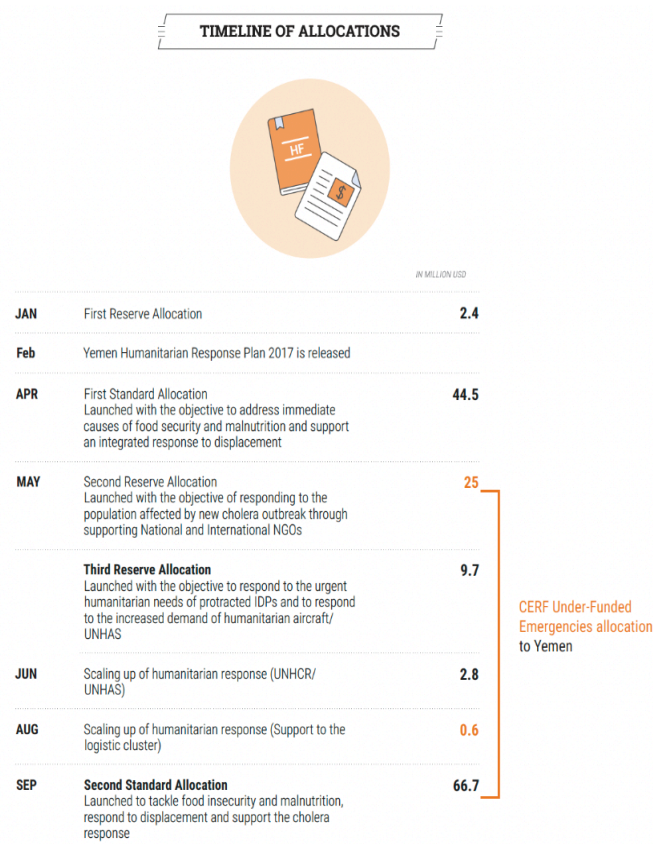 TIMELINE OF ALLOCATIONS
HF
$
IN MILLION USD
JAN First Reserve Allocation 2.4
Feb Yemen Humanitarian Response Plan 2017 is released
APR First Standard Allocation 44.5
Launched with the objective to address immediate
causes of food security and malnutrition and support
an integrated response to displacement
MAY Second Reserve Allocation 25
Launched with the objective of responding to the
population affected by new cholera outbreak through
supporting National and International NGOs
Third Reserve Allocation 9.7
Launched with the objective to respond to the urgent
humanitarian needs of protracted IDPs and to respond
to the increased demand of humanitarian aircraft/
UNHAS
CERF Under-Funded
Emergencies allocation
to Yemen
JUN Scaling up of humanitarian response (UNHCR/ 2.8
UNHAS)
AUG Scaling up of humanitarian response (Support to the 0.6
logistic cluster)
SEP Second Standard Allocation 66.7
Launched to tackle food insecurity and malnutrition,
respond to displacement and support the cholera
response